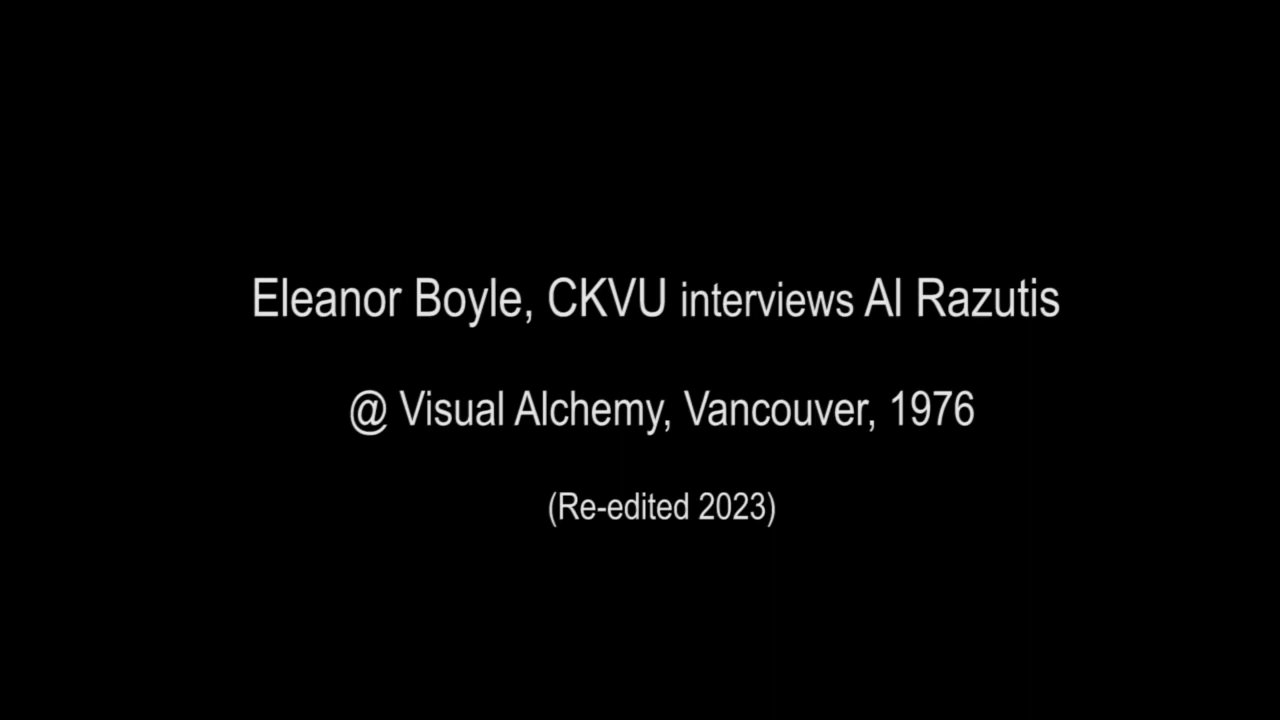 Eleanor Boyle, CKVU interviews Al Razutis
@ Visual Alchemy, Vancouver, 1976
(Re-edited 2023)